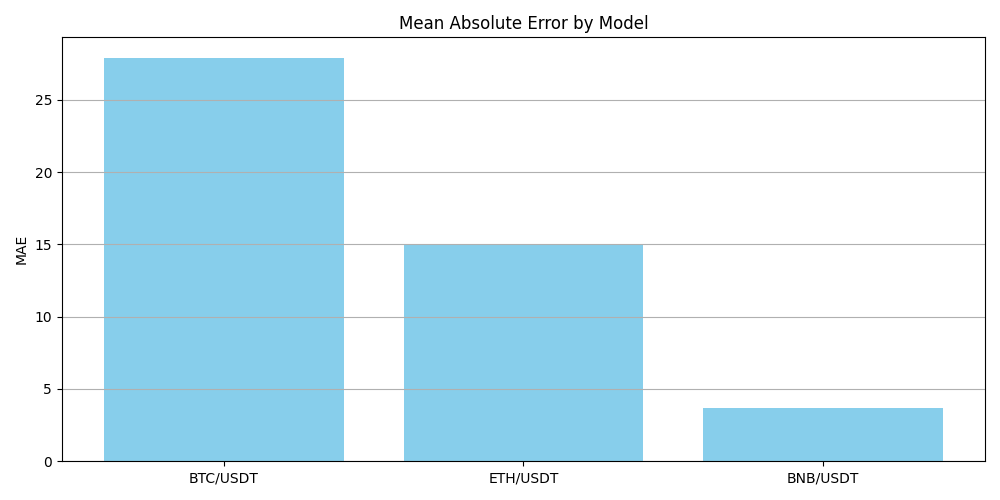 Mean Absolute Error by Model
MAE
25
20
15
10
5
0
BTC/USDT
ETH/USDT
BNB/USDT